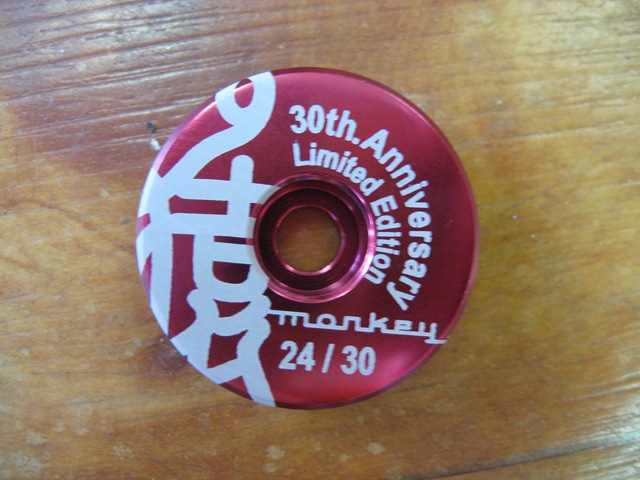 30th. Anniversary
Limited Edition
monkey
24 / 30